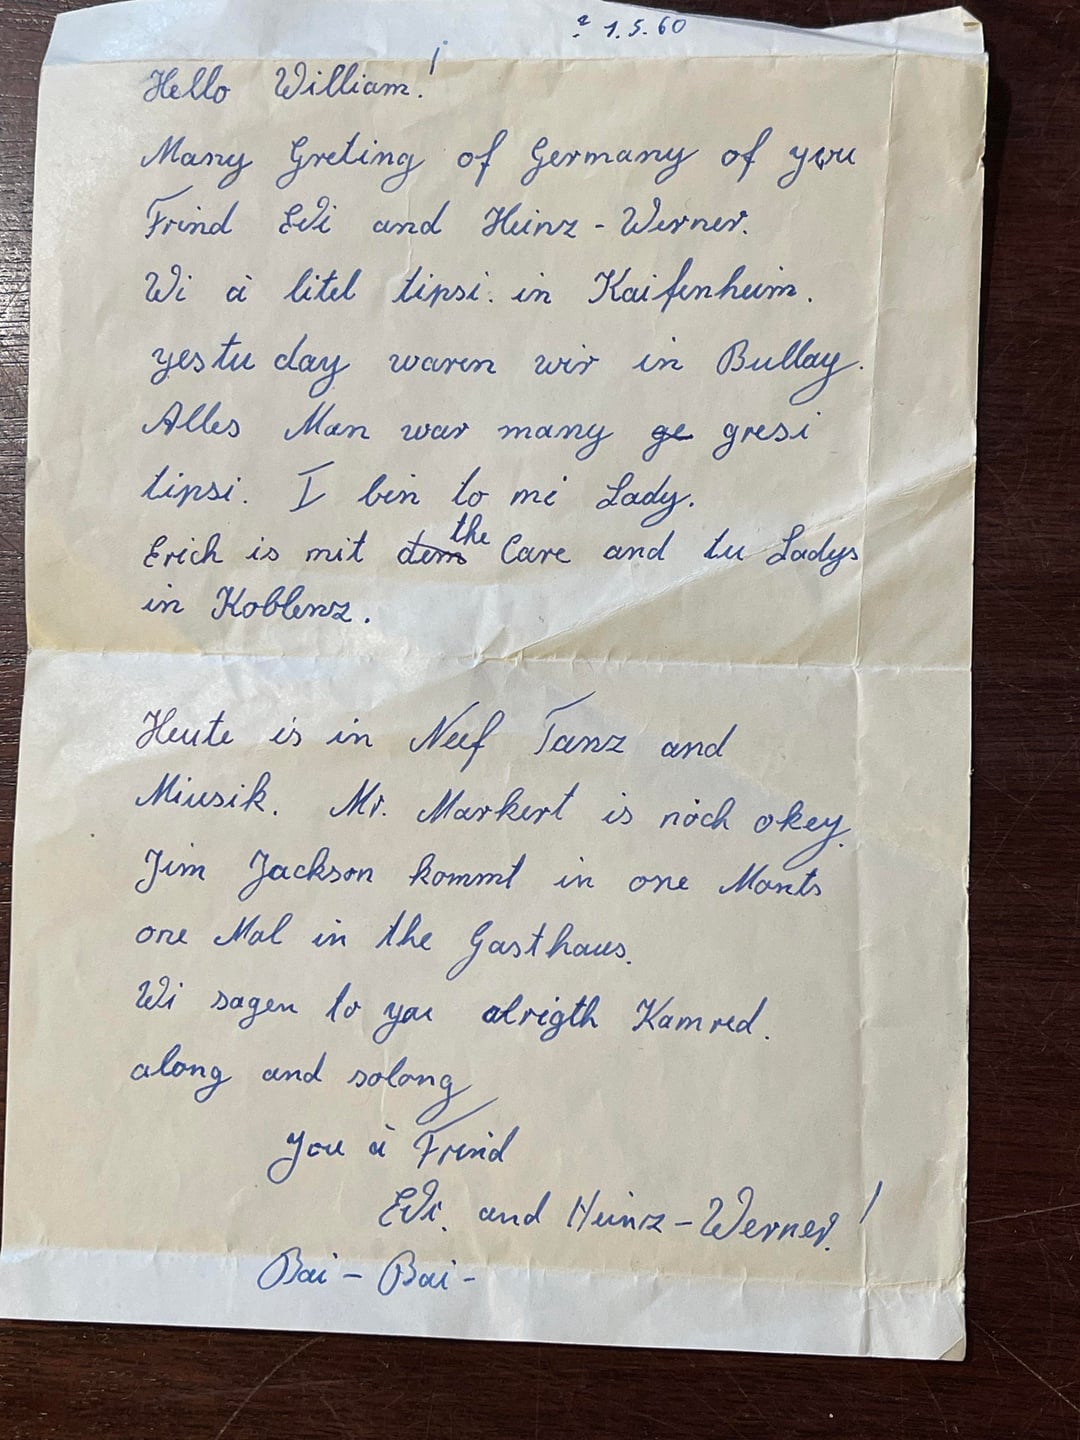 ? 1.5.60
Hello William!
Many Greting of Germany of you
Frind Evi and Heinz-Werner.
Wi à litel tipsi. in Kaifenheim.
yestu day waren wir in Bullay.
Alles Man war many ge gresi
tipsi. I bin to mi Lady.
Erich is mit dem the Care and tu Ladys
in Koblenz.
Heute is in Neef Tanz and
Miusik. Mr. Markert is noch okey.
Jim Jackson kommt in one Monts
one Mal in the Gasthaus.
Wi sagen to you alrigth Kamred.
along and solong
you à Frind
Evi. and Heinz-Werner!
Bai - Bai -